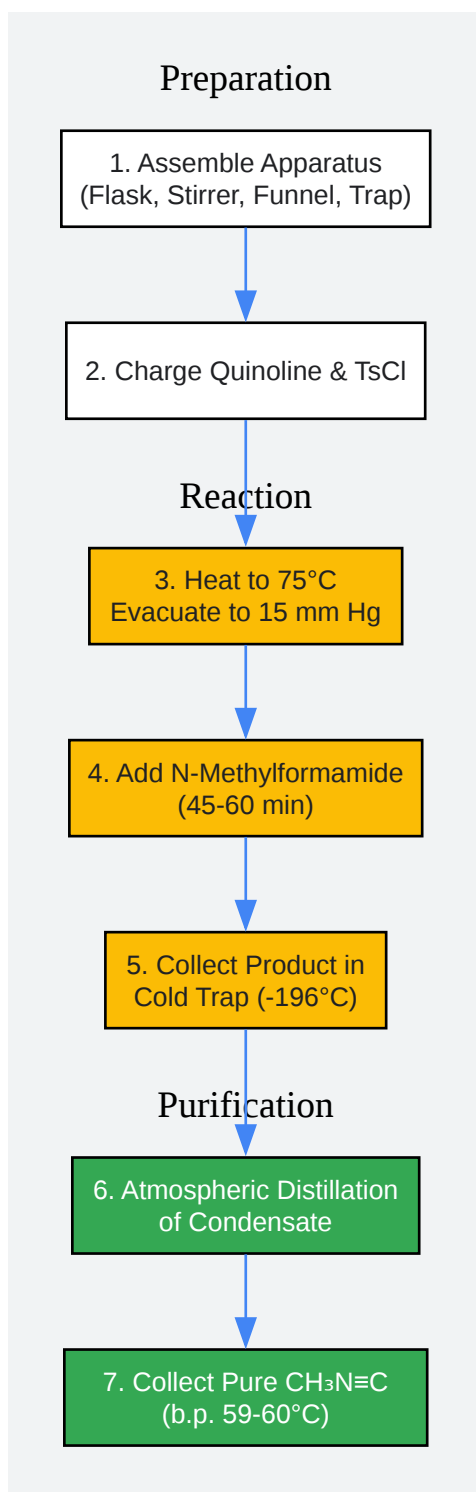 Preparation
1. Assemble Apparatus
(Flask, Stirrer, Funnel, Trap)
2. Charge Quinoline & TsCl
Reaction
3. Heat to 75°C
Evacuate to 15 mm Hg
4. Add N-Methylformamide
(45-60 min)
5. Collect Product in
Cold Trap (-196°C)
Purification
6. Atmospheric Distillation
of Condensate
7. Collect Pure CH₃N≡C
(b.p. 59-60°C)